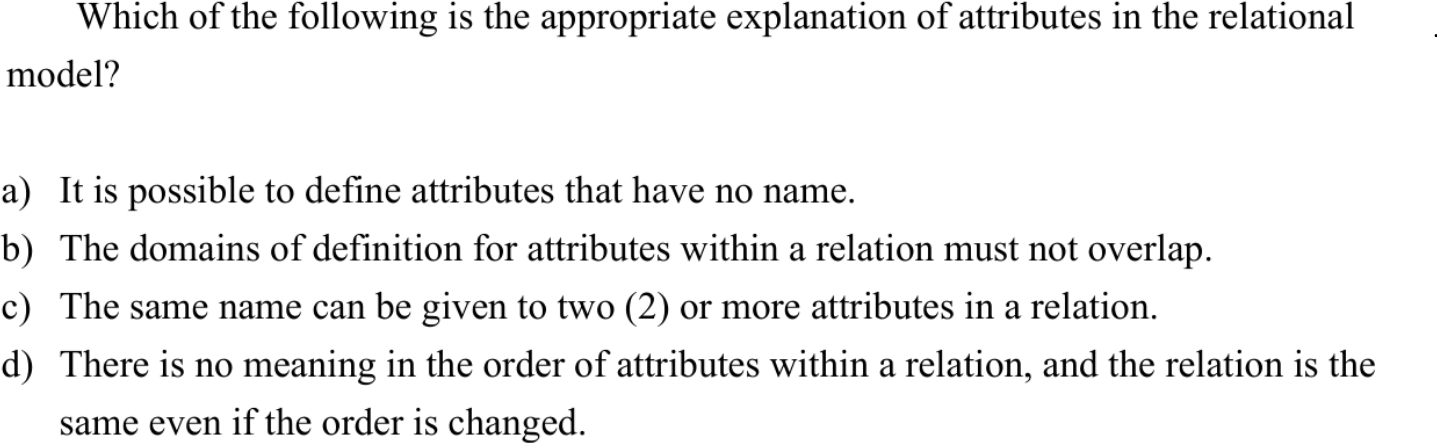 Which of the following is the appropriate explanation of attributes in the relational
model?
a) It is possible to define attributes that have no name.
b) The domains of definition for attributes within a relation must not overlap.
c) The same name can be given to two (2) or more attributes in a relation.
d) There is no meaning in the order of attributes within a relation, and the relation is the
same even if the order is changed.